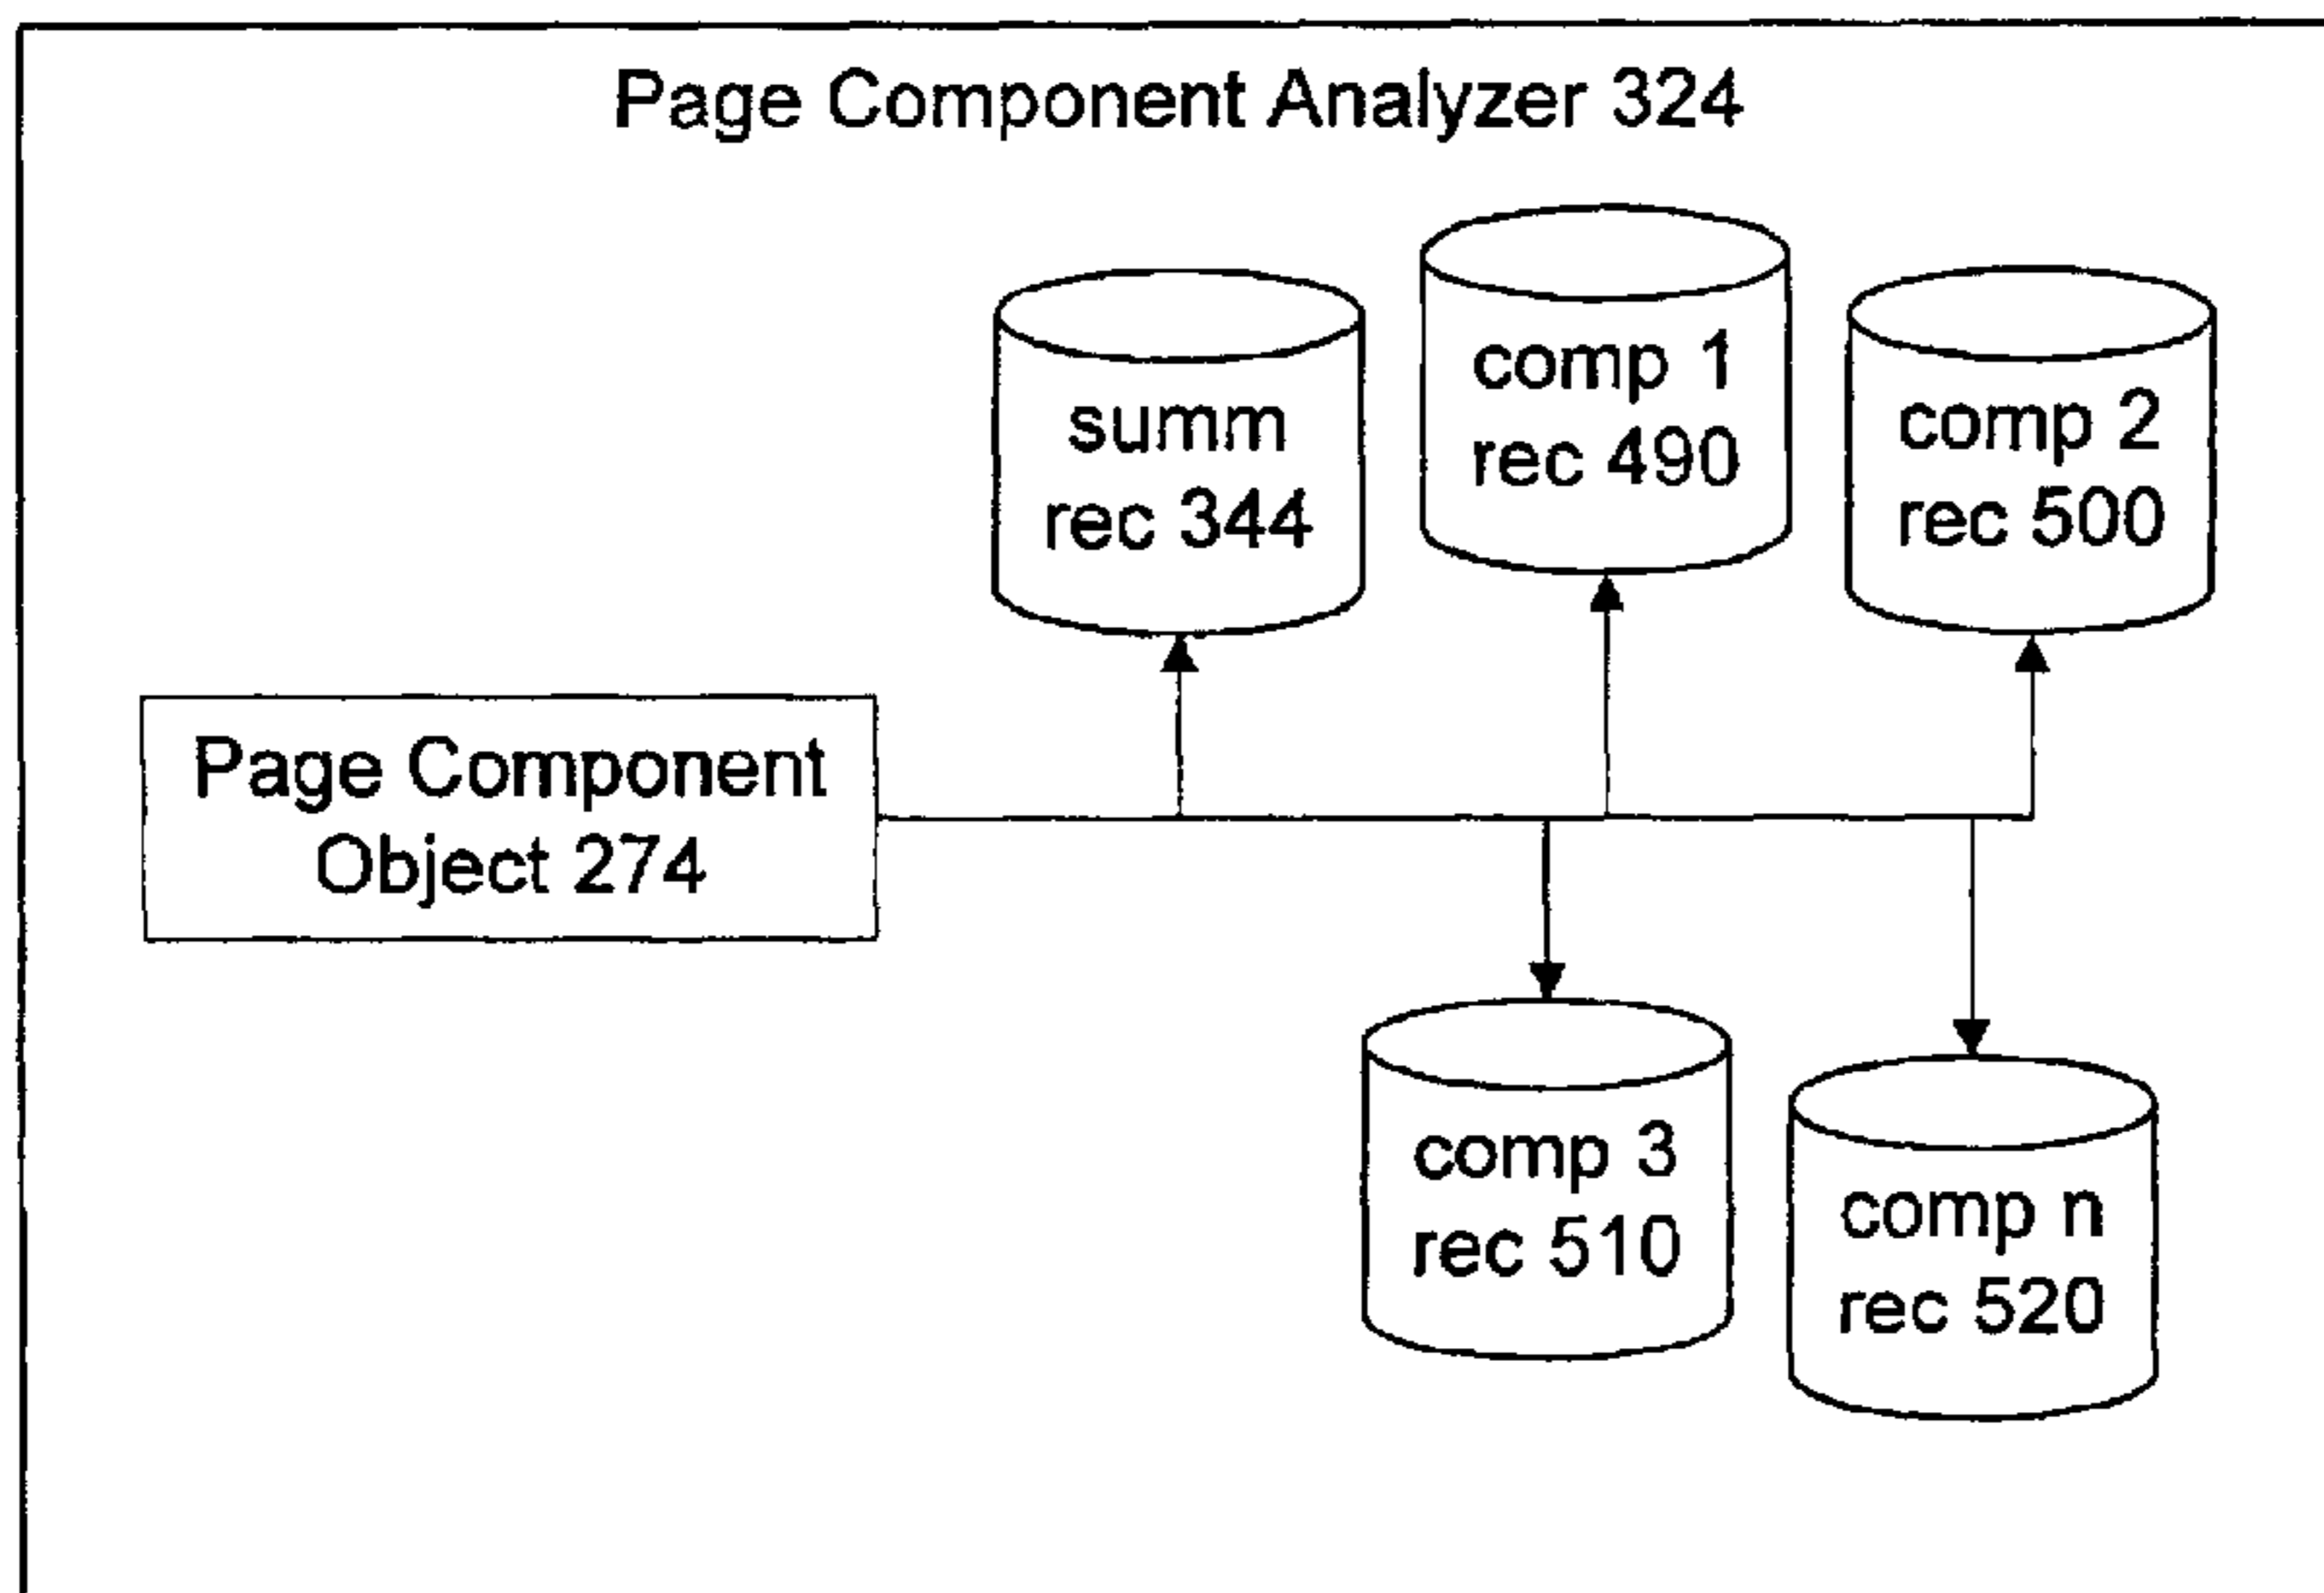 Page Component Analyzer 324
summ
rec 344
comp 1
rec 490
comp 2
rec 500
Page Component
Object 274
comp 3
rec 510
comp n
rec 520